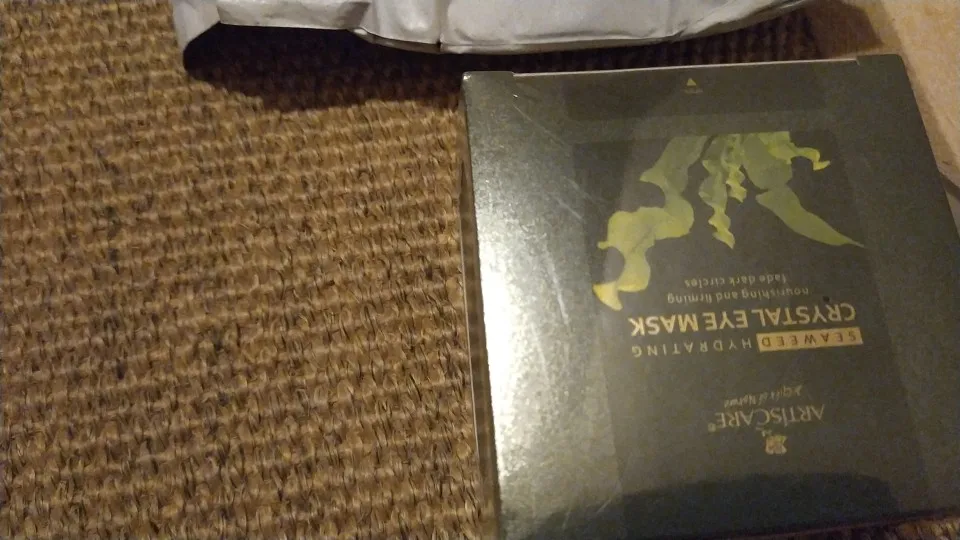 ARTISCARE®
SEAWEED HYDRATING
CRYSTAL EYE MASK
nourishing and firming
fade dark circles